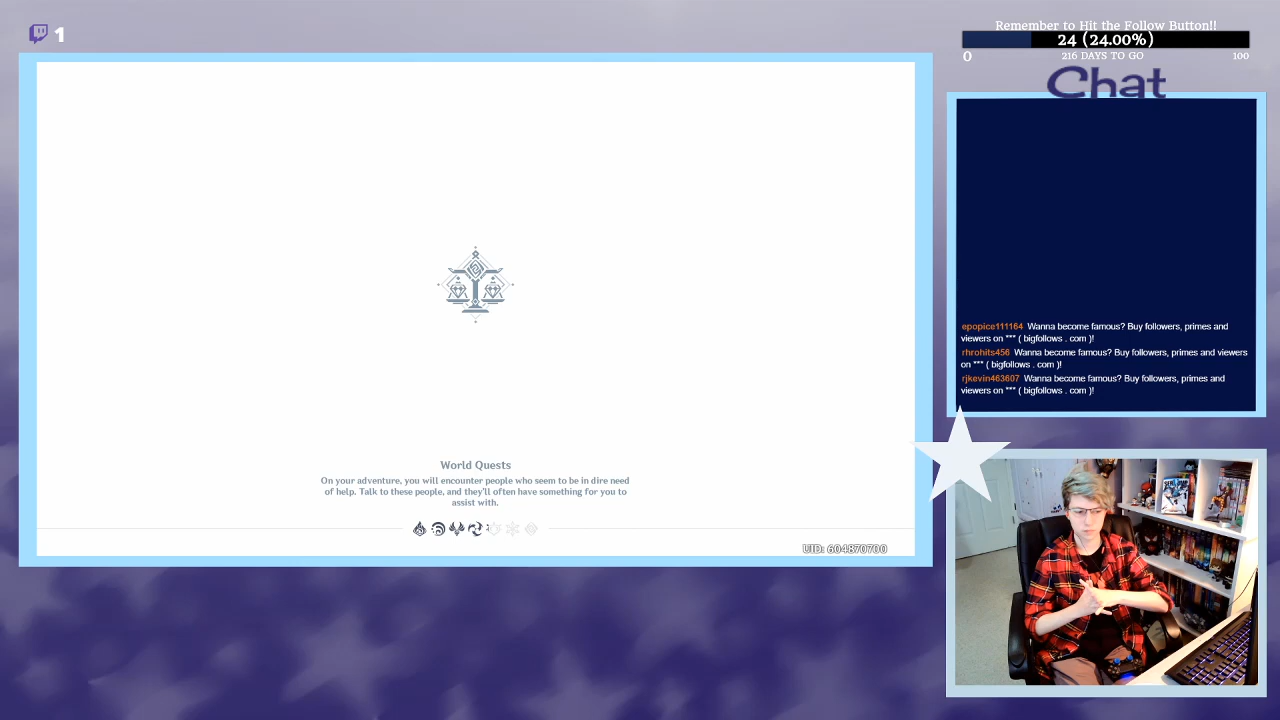 1
Remember to Hit the Follow Button!!
24 (24.00%)
0
216 DAYS TO GO
100
Chat
epopice111164 Wanna become famous? Buy followers, primes and
viewers on *** ( bigfollows . com )!
rhrohits456 Wanna become famous? Buy followers, primes and viewers
on *** ( bigfollows . com )!
rjkevin463607 Wanna become famous? Buy followers, primes and
viewers on *** ( bigfollows . com )!
World Quests
On your adventure, you will encounter people who seem to be in dire need
of help. Talk to these people, and they'll often have something for you to
assist with.
UID: 604870700